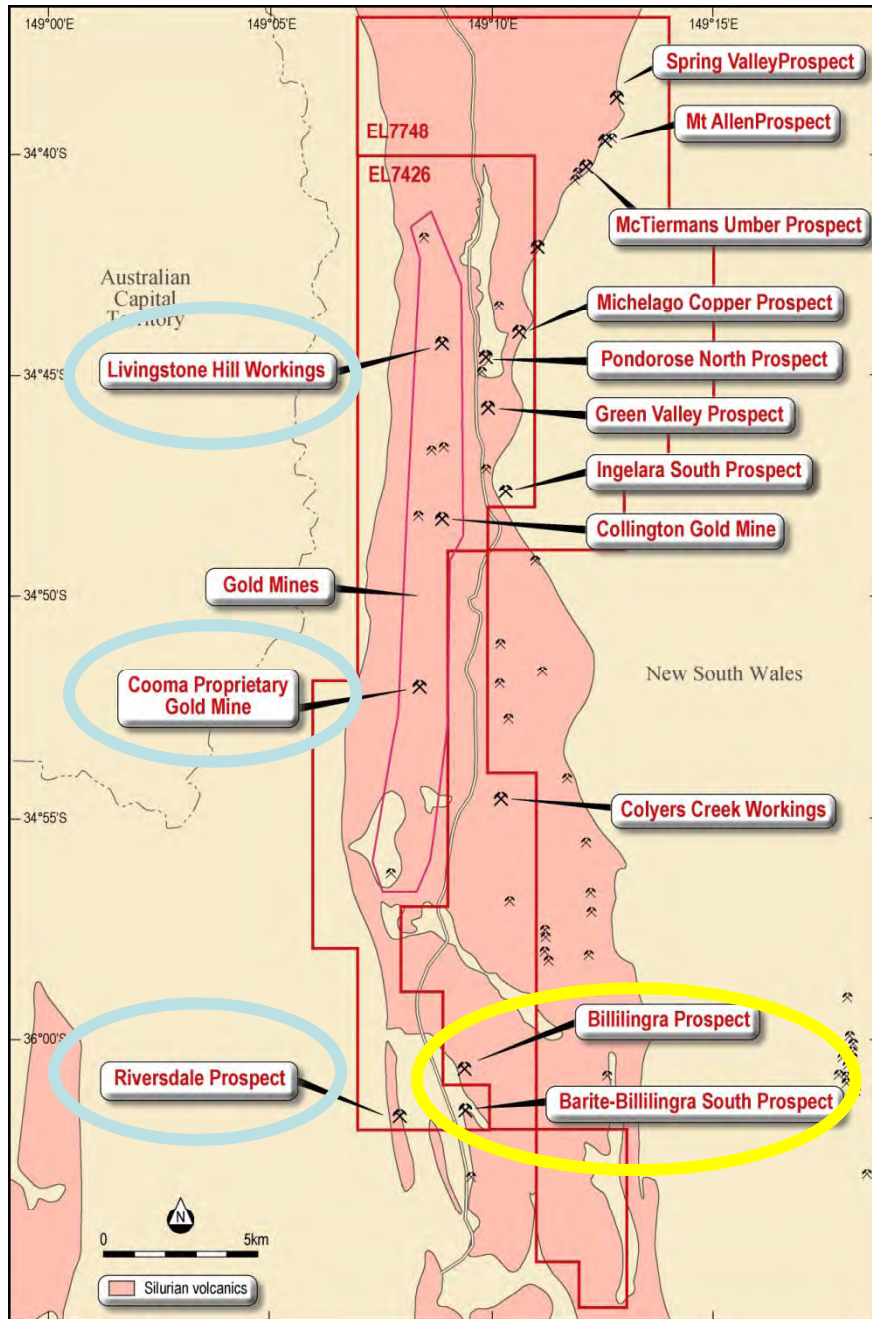 149°00'E
149°05'E
149°10'E
149°15'E
Spring ValleyProspect
Mt AllenProspect
EL7748
34°40'S
EL7426
McTiermans Umber Prospect
Australian
Capital
Territory
Michelago Copper Prospect
Livingstone Hill Workings
Pondorose North Prospect
34°45'S
Green Valley Prospect
Ingelara South Prospect
Collington Gold Mine
Gold Mines
34°50'S
New South Wales
Cooma Proprietary
Gold Mine
Colyers Creek Workings
34°55'S
Billilingra Prospect
36°00'S
Riversdale Prospect
Barite-Billilingra South Prospect
N
0
5km
Silurian volcanics